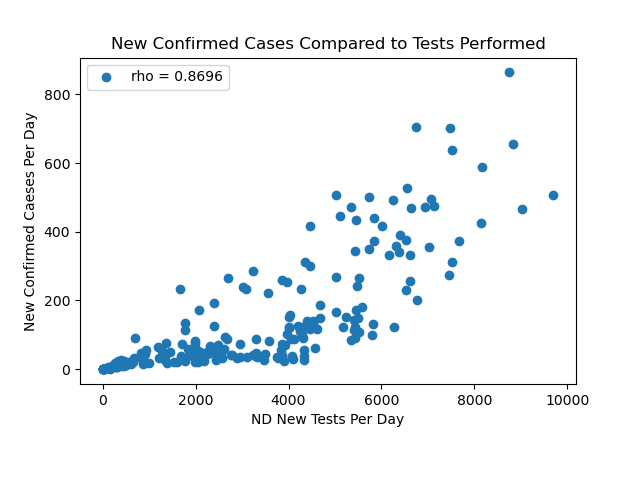 New Confirmed Cases Compared to Tests Performed
rho = 0.8696
800
600
400
200
0
New Confirmed Caeses Per Day
0 2000 4000 6000 8000 10000
ND New Tests Per Day